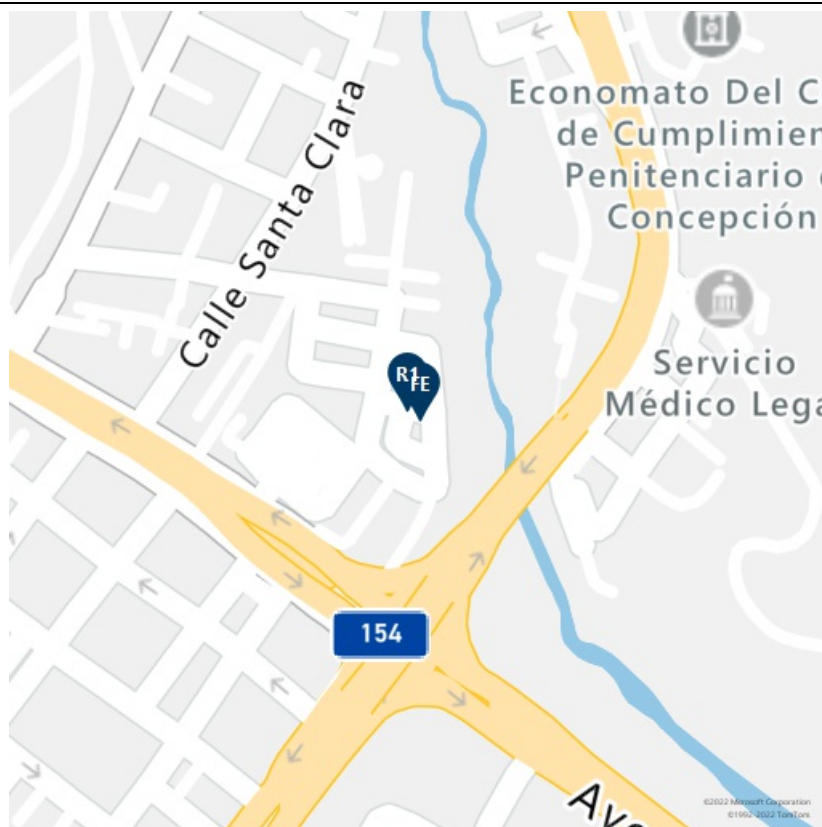 Economato Del C
de Cumplimien
Penitenciario
Concepción
Calle Santa Clara
Servicio
Médico Lega
R1
FE
154
Ave
©2022 Microsoft Corporation
©1992-2022 TomTom